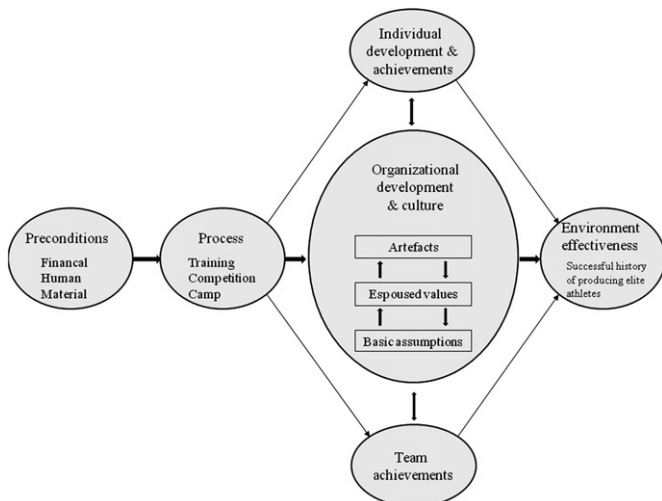 Individual
development &
achievements
Organizational
development
& culture
Artefacts
Espoused values
Basic assumptions
Preconditions
Financal
Human
Material
Process
Training
Competition
Camp
Environment
effectiveness
Successful history
of producing elite
athletes
Team
achievements